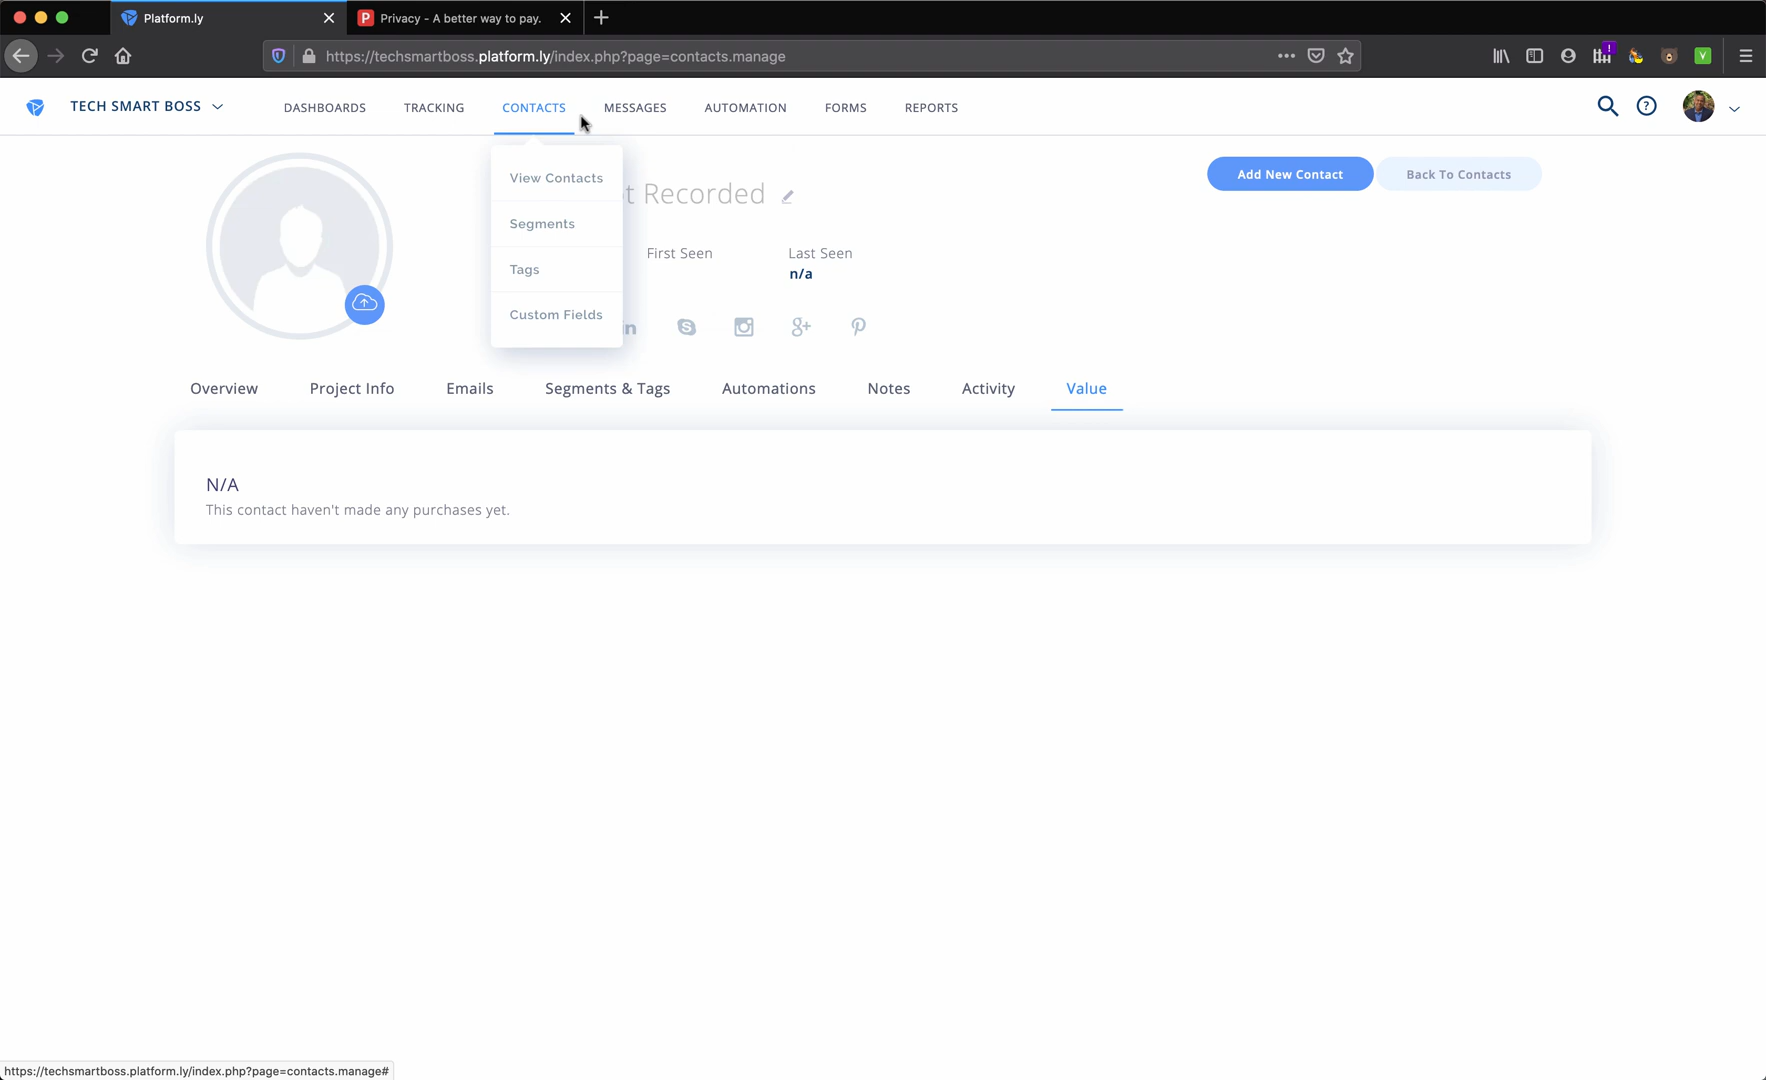 Platform.ly
P Privacy - A better way to pay.
https://techsmartboss.platform.ly/index.php?page=contacts.manage
TECH SMART BOSS
DASHBOARDS
TRACKING
CONTACTS
MESSAGES
AUTOMATION
FORMS
REPORTS
View Contacts
Segments
Tags
Custom Fields
t Recorded
Add New Contact
Back To Contacts
First Seen
Last Seen
n/a
Overview
Project Info
Emails
Segments & Tags
Automations
Notes
Activity
Value
N/A
This contact haven't made any purchases yet.
https://techsmartboss.platform.ly/index.php?page=contacts.manage#